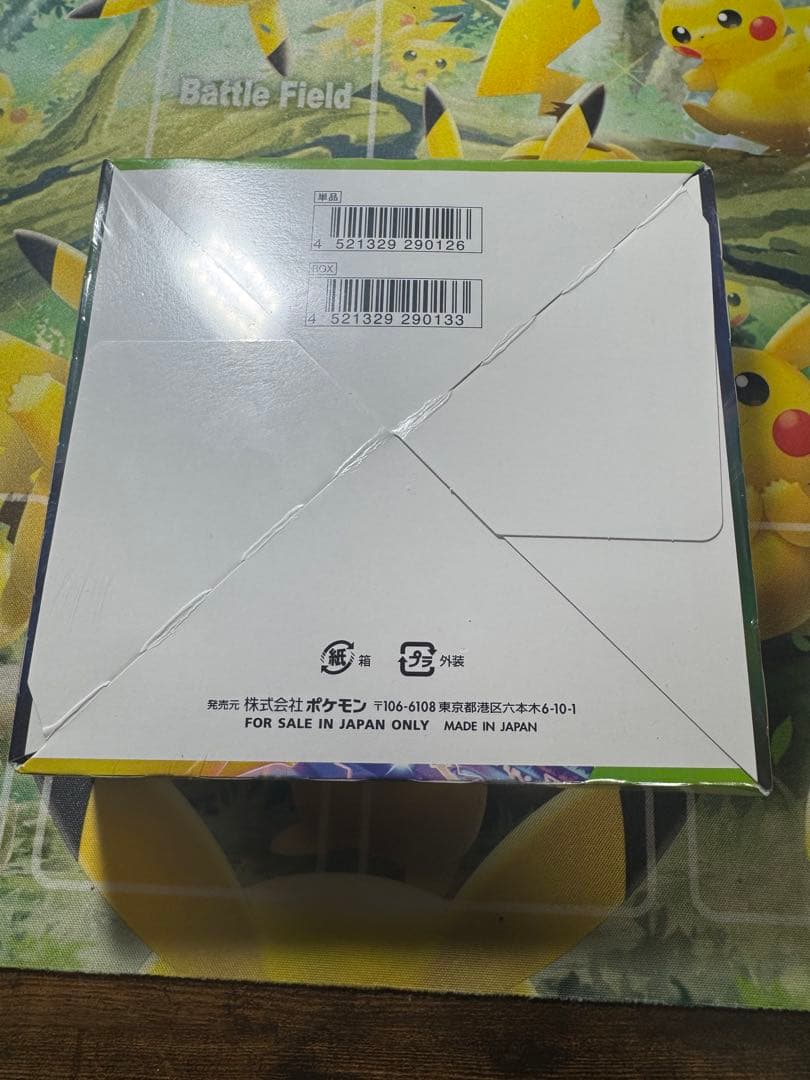 Battle Field
単品
4 521329 290126
BOX
4 521329 290133
紙 箱 プラ 外装
発売元 株式会社ポケモン 〒106-6108 東京都港区六本木6-10-1
FOR SALE IN JAPAN ONLY MADE IN JAPAN